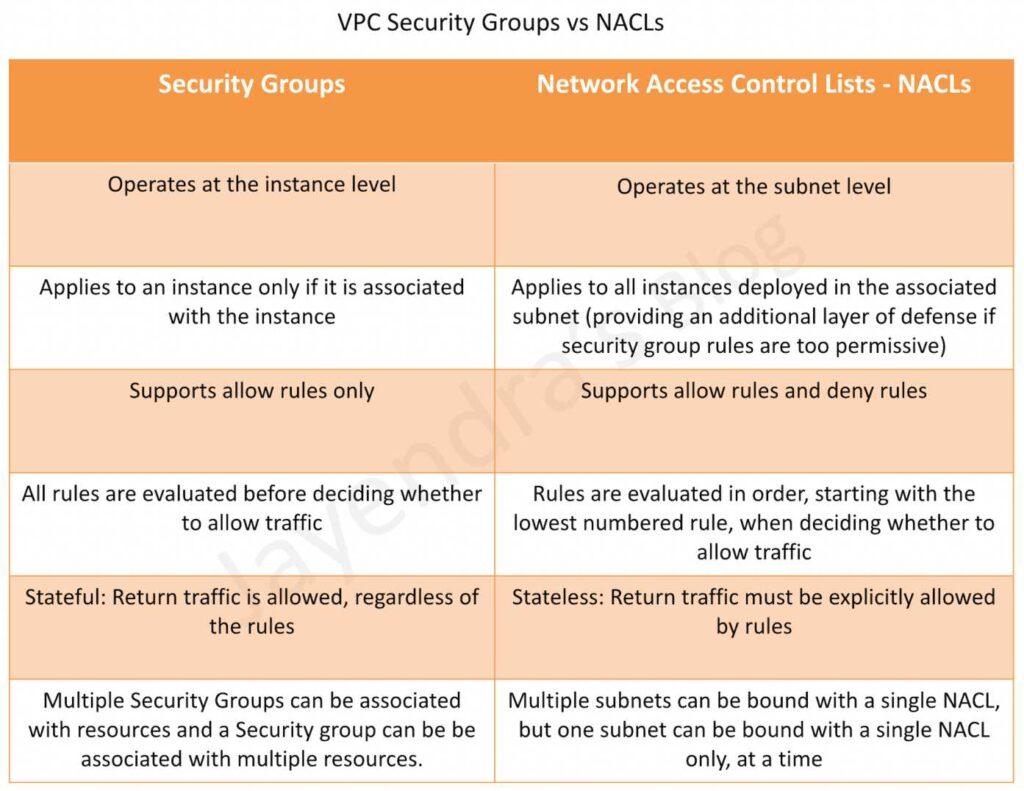 VPC Security Groups vs NACLs
Security Groups
Network Access Control Lists - NACLs
Operates at the instance level
Operates at the subnet level
Applies to an instance only if it is associated
with the instance
Applies to all instances deployed in the associated
subnet (providing an additional layer of defense if
security group rules are too permissive)
Supports allow rules only
Supports allow rules and deny rules
All rules are evaluated before deciding whether
to allow traffic
Rules are evaluated in order, starting with the
lowest numbered rule, when deciding whether to
allow traffic
Stateful: Return traffic is allowed, regardless of
the rules
Stateless: Return traffic must be explicitly allowed
by rules
Multiple Security Groups can be associated
with resources and a Security group can be be
associated with multiple resources.
Multiple subnets can be bound with a single NACL,
but one subnet can be bound with a single NACL
only, at a time
Jayendra's Blog